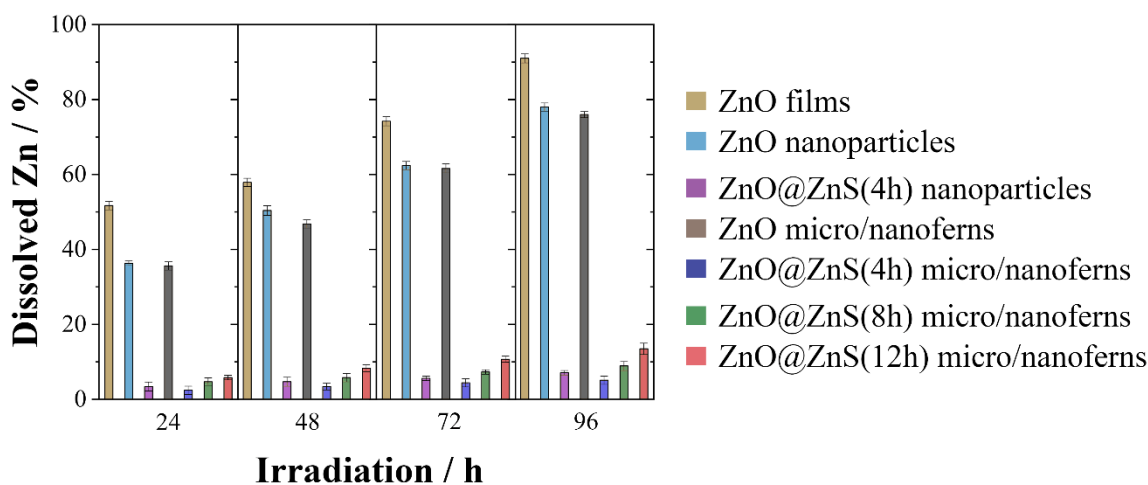 Dissolved Zn / %
100
80
60
40
20
0
24
48
72
96
Irradiation / h
ZnO films
ZnO nanoparticles
ZnO@ZnS(4h) nanoparticles
ZnO micro/nanoferns
ZnO@ZnS(4h) micro/nanoferns
ZnO@ZnS(8h) micro/nanoferns
ZnO@ZnS(12h) micro/nanoferns